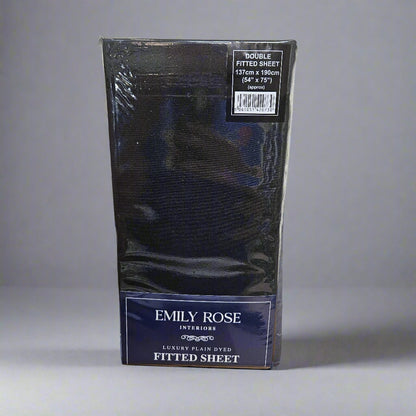 DOUBLE
FITTED SHEET
137cm x 190cm
(54" x 75")
(approx)
EMILY ROSE
INTERIORS
LUXURY PLAIN DYED
FITTED SHEET